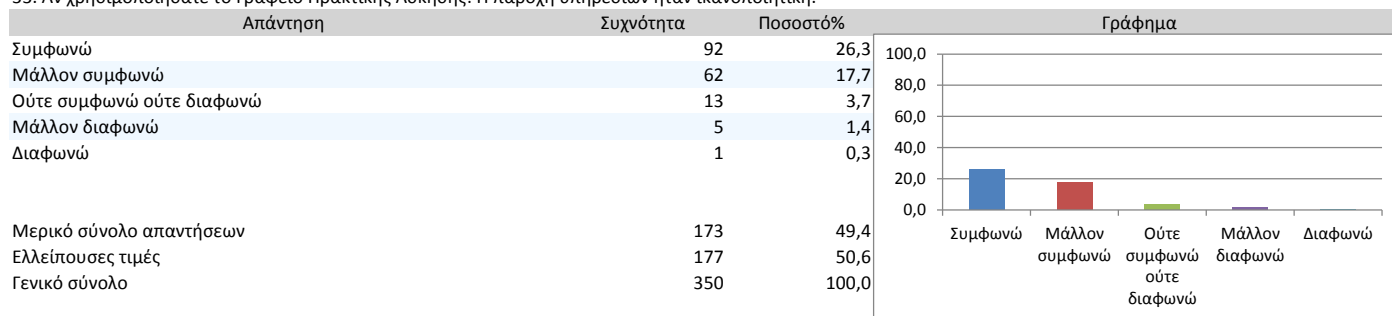 Απάντηση Συχνότητα Ποσοστό% Γράφημα
Συμφωνώ 92 26,3
Μάλλον συμφωνώ 62 17,7
Ούτε συμφωνώ ούτε διαφωνώ 13 3,7
Μάλλον διαφωνώ 5 1,4
Διαφωνώ 1 0,3
Μερικό σύνολο απαντήσεων 173 49,4
Ελλείπουσες τιμές 177 50,6
Γενικό σύνολο 350 100,0
100,0
80,0
60,0
40,0
20,0
0,0
Συμφωνώ Μάλλον Ούτε Μάλλον Διαφωνώ
συμφωνώ συμφωνώ διαφωνώ
ούτε
διαφωνώ